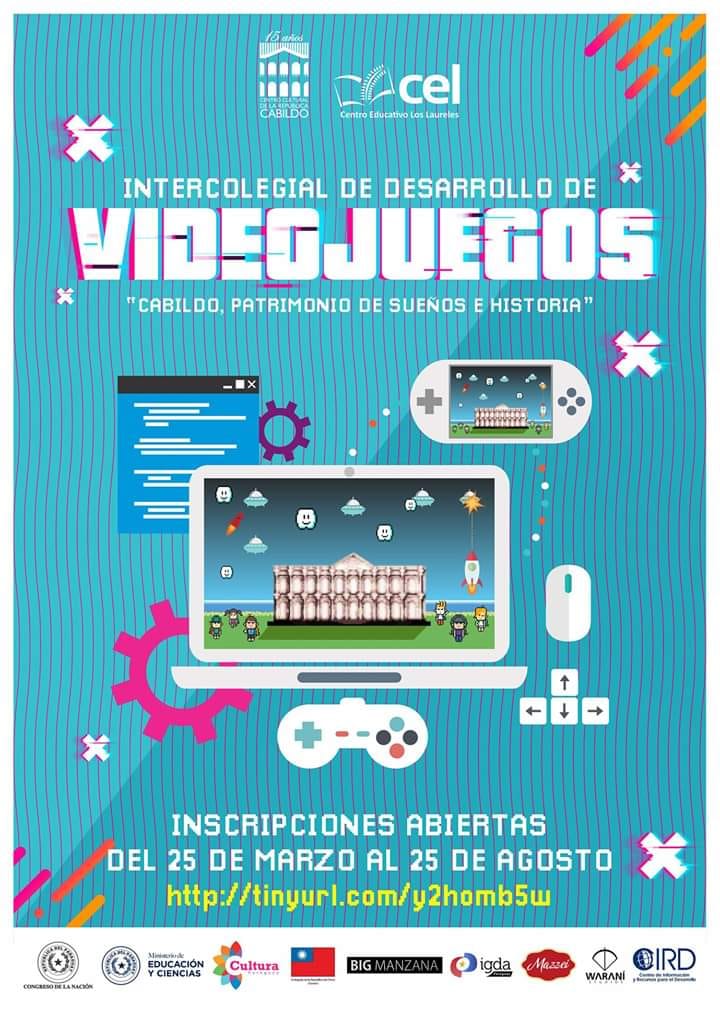 15 años
CENTRO CULTURAL
DE LA REPÚBLICA
CABILDO
cel
Centro Educativo Los Laureles
INTERCOLEGIAL DE DESARROLLO DE
VIDEOJUEGOS
"CABILDO, PATRIMONIO DE SUEÑOS E HISTORIA"
INSCRIPCIONES ABIERTAS
DEL 25 DE MARZO AL 25 DE AGOSTO
http://tinyurl.com/y2homb5w
CONGRESO DE LA NACIÓN
Ministerio de
EDUCACIÓN
Y CIENCIAS
Cultura
BIG MANZANA
igda
Mazzei
WARANÍ
STUDIOS
CIRD
Centro de Información
y Recursos para el Desarrollo